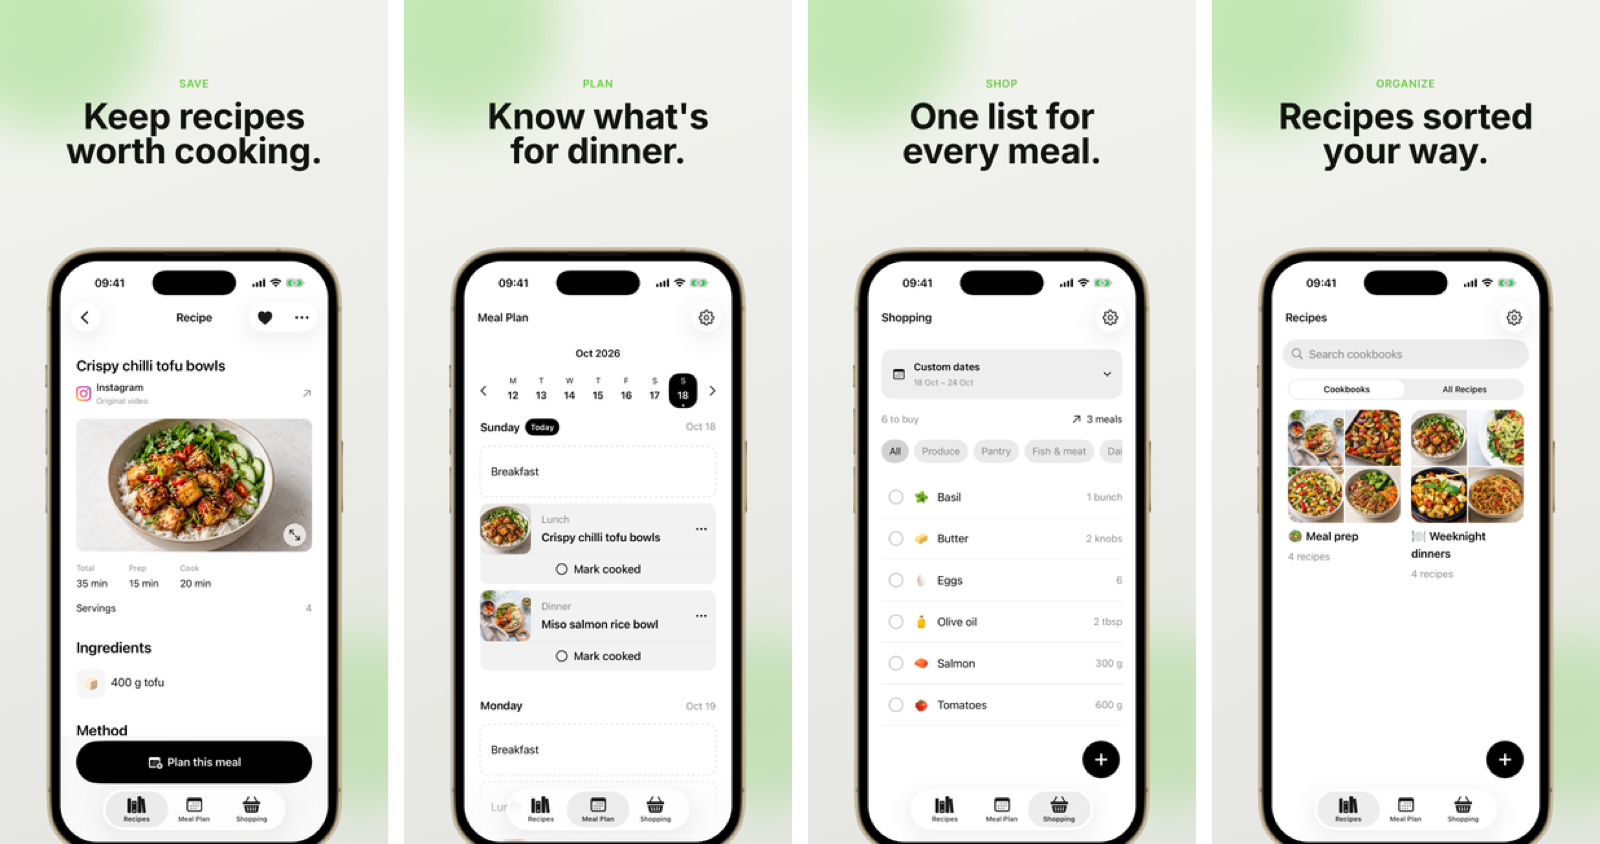 SAVE
Keep recipes
worth cooking.
09:41
Recipe
Crispy chilli tofu bowls
Instagram
Original video
Total
Prep
Cook
35 min
15 min
20 min
Servings
4
Ingredients
400 g tofu
Method
Plan this meal
Recipes
Meal Plan
Shopping
PLAN
Know what's
for dinner.
09:41
Meal Plan
Oct 2026
M T W T F S S
12 13 14 15 16 17 18
Sunday Today Oct 18
Breakfast
Lunch
Crispy chilli tofu bowls
Mark cooked
Dinner
Miso salmon rice bowl
Mark cooked
Monday Oct 19
Breakfast
Lur
Recipes
Meal Plan
Shopping
SHOP
One list for
every meal.
09:41
Shopping
Custom dates
18 Oct – 24 Oct
6 to buy
3 meals
All Produce Pantry Fish & meat Dai
Basil 1 bunch
Butter 2 knobs
Eggs 6
Olive oil 2 tbsp
Salmon 300 g
Tomatoes 600 g
Recipes
Meal Plan
Shopping
ORGANIZE
Recipes sorted
your way.
09:41
Recipes
Search cookbooks
Cookbooks
All Recipes
Meal prep
4 recipes
Weeknight
dinners
4 recipes
Recipes
Meal Plan
Shopping